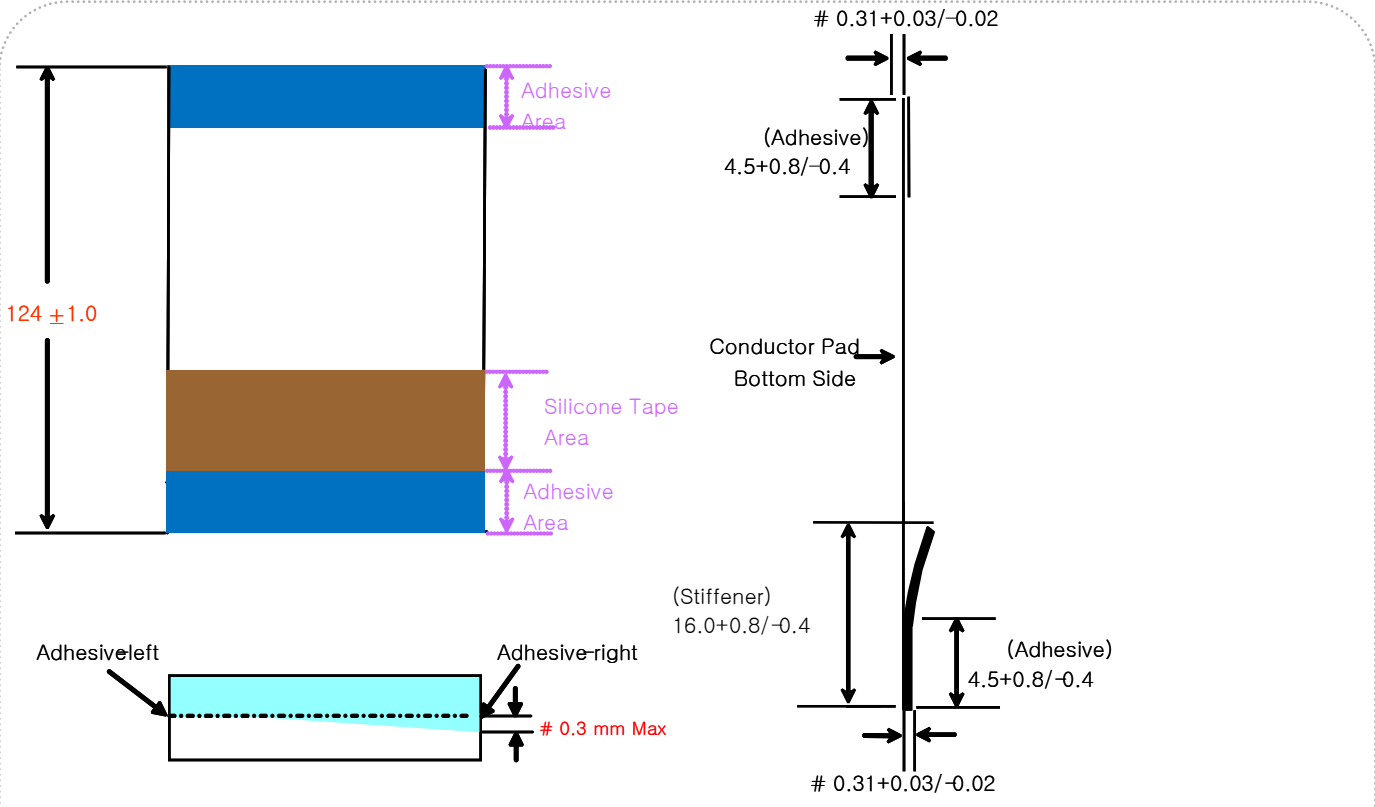 # 0.31+0.03/-0.02
Adhesive
Area
(Adhesive)
4.5+0.8/-0.4
124 ±1.0
Conductor Pad
Bottom Side
Silicone Tape
Area
Adhesive
Area
(Stiffener)
16.0+0.8/-0.4
(Adhesive)
4.5+0.8/-0.4
Adhesive-left
Adhesive-right
# 0.3 mm Max
# 0.31+0.03/-0.02